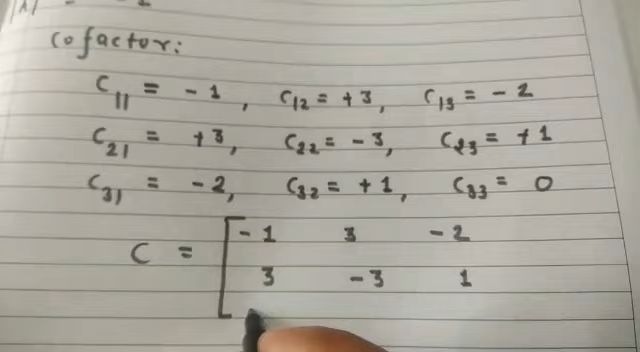 |A| =
Cofactor:
C11 = -1, C12 = +3, C13 = -2
C21 = +3, C22 = -3, C23 = +1
C31 = -2, C32 = +1, C33 = 0
C = [ -1 3 -2
3 -3 1